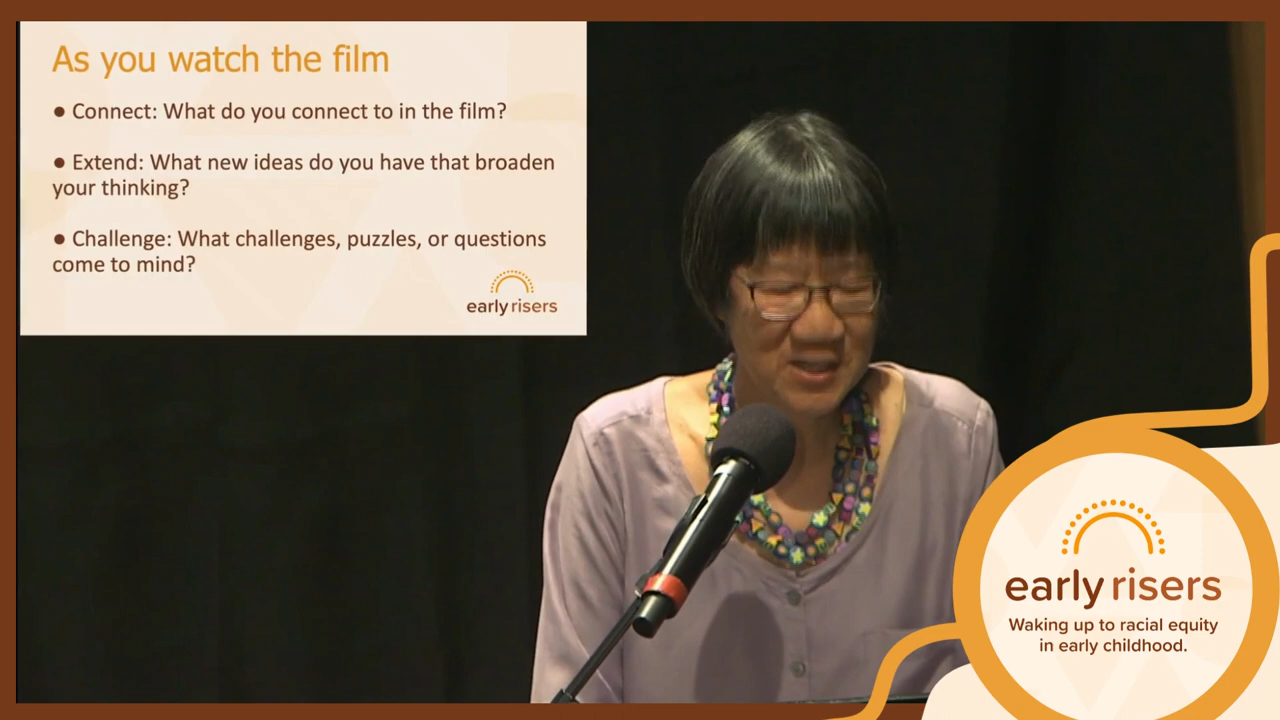 As you watch the film
● Connect: What do you connect to in the film?
● Extend: What new ideas do you have that broaden
your thinking?
● Challenge: What challenges, puzzles, or questions
come to mind?
early risers
early risers
Waking up to racial equity
in early childhood.